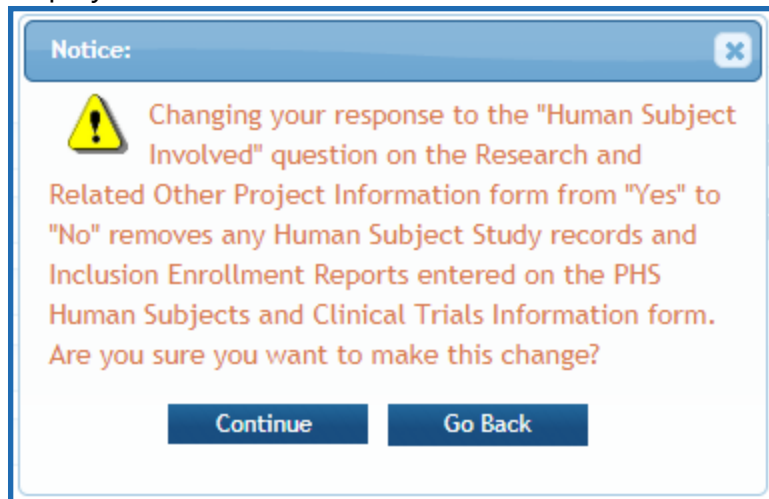 Notice:
Changing your response to the "Human Subject
Involved" question on the Research and
Related Other Project Information form from "Yes" to
"No" removes any Human Subject Study records and
Inclusion Enrollment Reports entered on the PHS
Human Subjects and Clinical Trials Information form.
Are you sure you want to make this change?
Continue Go Back